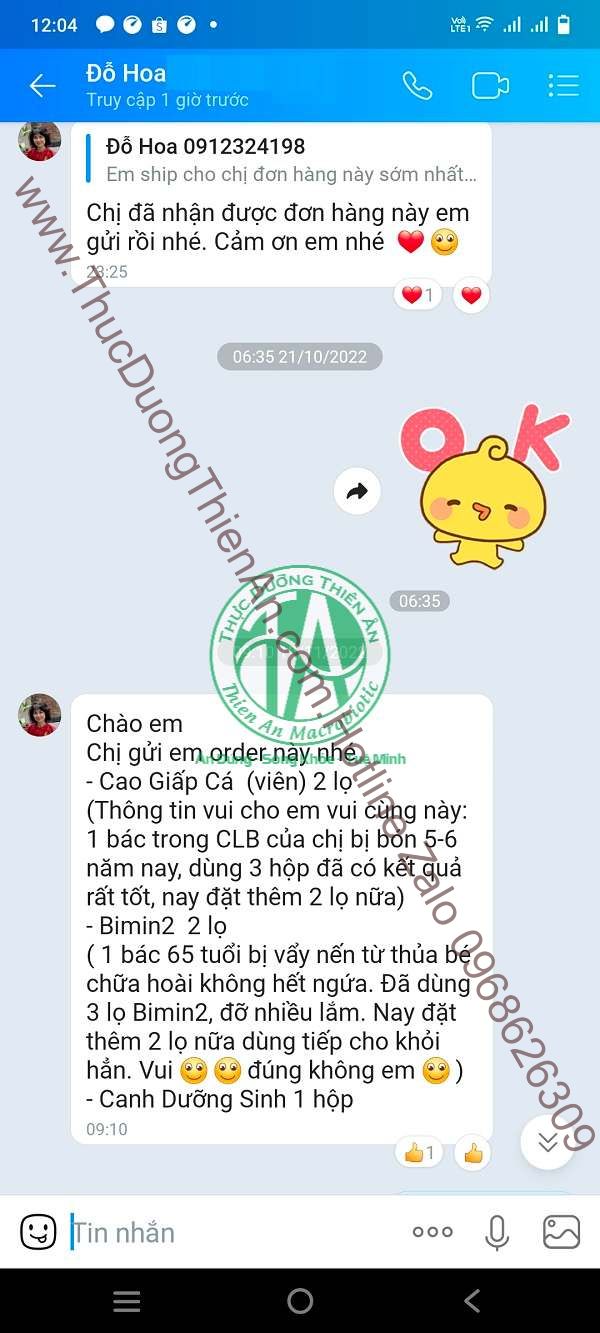 12:04
Vo) LTE1
Đỗ Hoa
Truy cập 1 giờ trước
Đỗ Hoa 0912324198
Em ship cho chị đơn hàng này sớm nhất...
Chị đã nhận được đơn hàng này em
gửi rồi nhé. Cảm ơn em nhé
23:25
1
06:35 21/10/2022
OK
06:35
THỰC DƯỠNG THIÊN ÂN
TA
Thien An Macrobiotic
Chào em
Chị gửi em order này nhé
- Cao Giấp Cá (viên) 2 lọ
(Thông tin vui cho em vui cùng này:
1 bác trong CLB của chị bị bón 5-6
năm nay, dùng 3 hộp đã có kết quả
rất tốt, nay đặt thêm 2 lọ nữa)
- Bimin2 2 lọ
( 1 bác 65 tuổi bị vẩy nến từ thủa bé
chữa hoài không hết ngứa. Đã dùng
3 lọ Bimin2, đỡ nhiều lắm. Nay đặt
thêm 2 lọ nữa dùng tiếp cho khỏi
hẳn. Vui đúng không em )
- Canh Dưỡng Sinh 1 hộp
09:10
1
Tin nhắn
www.ThucDuongThienAn.com.Hotline Zalo 0968626309